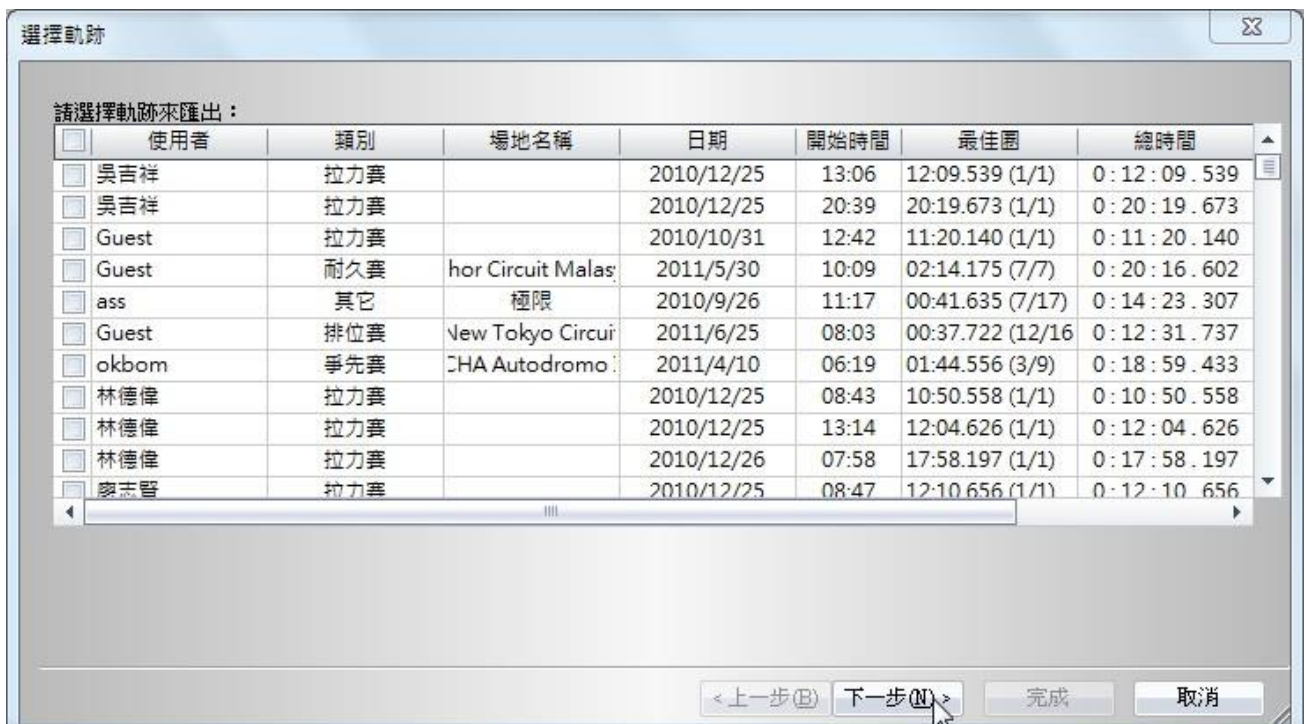 選擇軌跡
請選擇軌跡來匯出：
使用者 類別 場地名稱 日期 開始時間 最佳圈 總時間
吳吉祥 拉力賽 2010/12/25 13:06 12:09.539 (1/1) 0 : 12 : 09 . 539
吳吉祥 拉力賽 2010/12/25 20:39 20:19.673 (1/1) 0 : 20 : 19 . 673
Guest 拉力賽 2010/10/31 12:42 11:20.140 (1/1) 0 : 11 : 20 . 140
Guest 耐久賽 hor Circuit Malas 2011/5/30 10:09 02:14.175 (7/7) 0 : 20 : 16 . 602
ass 其它 極限 2010/9/26 11:17 00:41.635 (7/17) 0 : 14 : 23 . 307
Guest 排位賽 New Tokyo Circui 2011/6/25 08:03 00:37.722 (12/16 0 : 12 : 31 . 737
okbom 爭先賽 CHA Autodromo 2011/4/10 06:19 01:44.556 (3/9) 0 : 18 : 59 . 433
林德偉 拉力賽 2010/12/25 08:43 10:50.558 (1/1) 0 : 10 : 50 . 558
林德偉 拉力賽 2010/12/25 13:14 12:04.626 (1/1) 0 : 12 : 04 . 626
林德偉 拉力賽 2010/12/26 07:58 17:58.197 (1/1) 0 : 17 : 58 . 197
廖志賢 拉力賽 2010/12/25 08:47 12:10.656 (1/1) 0 : 12 : 10 . 656
<上一步(B) 下一步(N)> 完成 取消